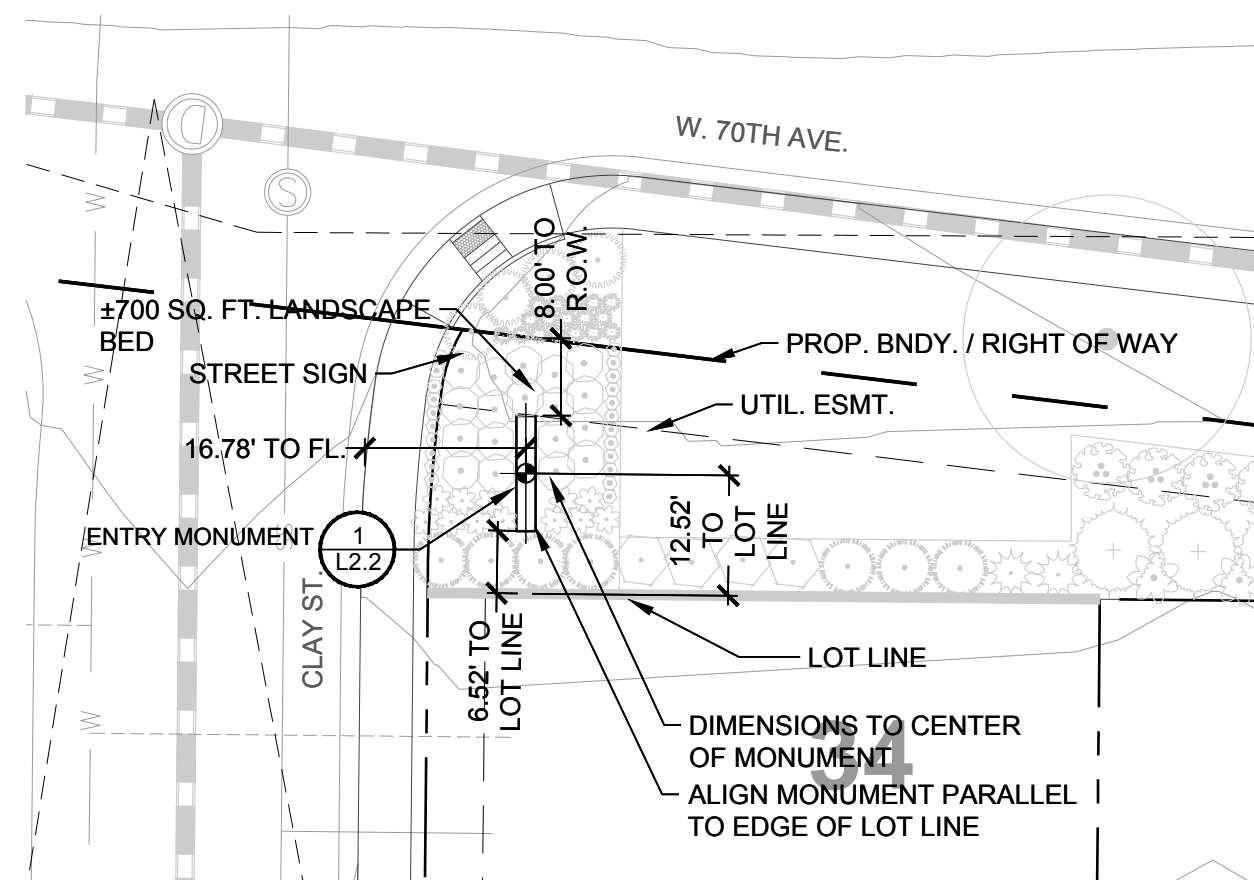 W. 70TH AVE.
D
S
W
8.00' TO
R.O.W.
±700 SQ. FT. LANDSCAPE
BED
PROP. BNDY. / RIGHT OF WAY
STREET SIGN
UTIL. ESMT.
16.78' TO FL.
12.52'
TO
LOT
LINE
ENTRY MONUMENT
1
L2.2
S
W
CLAY ST.
6.52' TO
LOT LINE
LOT LINE
DIMENSIONS TO CENTER
OF MONUMENT
34
ALIGN MONUMENT PARALLEL
TO EDGE OF LOT LINE
W